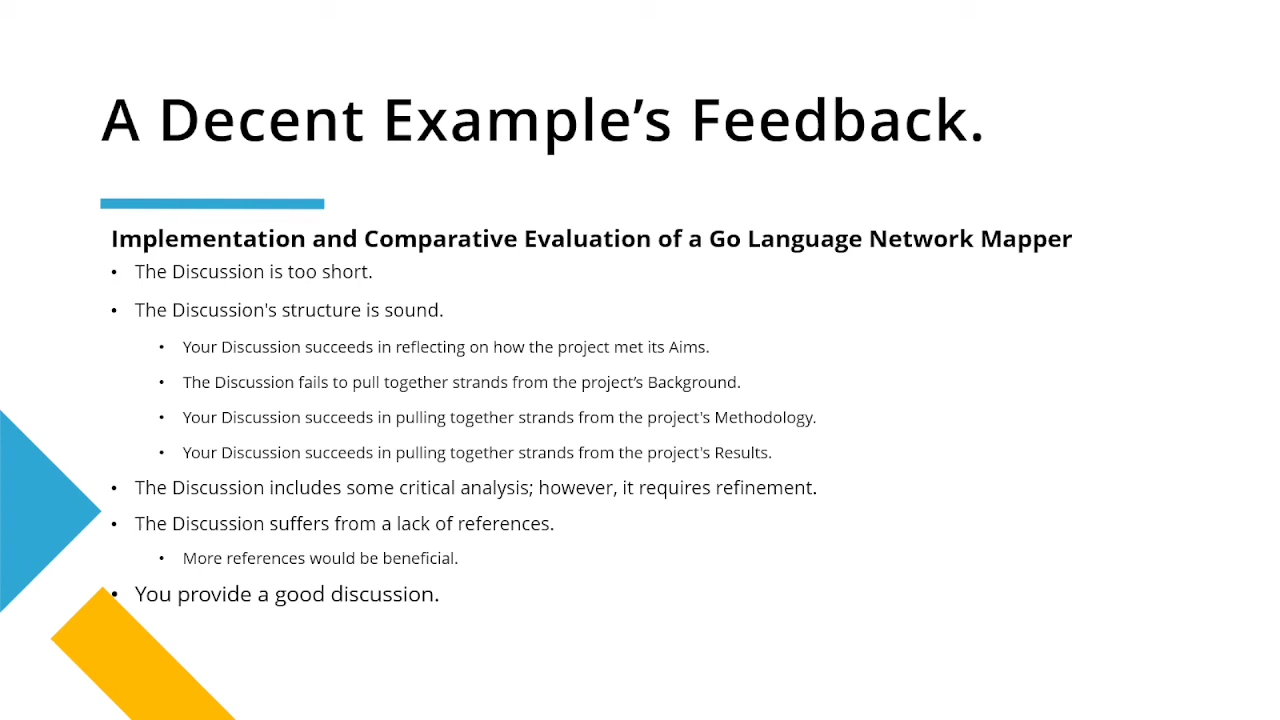 A Decent Example’s Feedback.
Implementation and Comparative Evaluation of a Go Language Network Mapper
• The Discussion is too short.
• The Discussion's structure is sound.
• Your Discussion succeeds in reflecting on how the project met its Aims.
• The Discussion fails to pull together strands from the project’s Background.
• Your Discussion succeeds in pulling together strands from the project's Methodology.
• Your Discussion succeeds in pulling together strands from the project's Results.
• The Discussion includes some critical analysis; however, it requires refinement.
• The Discussion suffers from a lack of references.
• More references would be beneficial.
• You provide a good discussion.